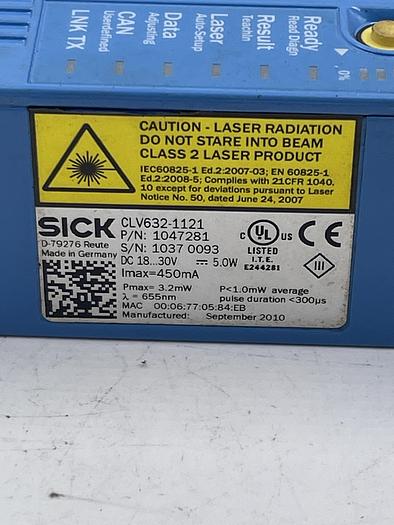 Ready
Read Diagn
Result
Teachin
Laser
Auto-Setup
Data
Adjusting
CAN
Userdefined
LNK TX
0%
CAUTION - LASER RADIATION
DO NOT STARE INTO BEAM
CLASS 2 LASER PRODUCT
IEC60825-1 Ed.2:2007-03; EN 60825-1
Ed.2:2008-5; Complies with 21CFR 1040.
10 except for deviations pursuant to Laser
Notice No. 50, dated June 24, 2007
SICK
D-79276 Reute
Made in Germany
CLV632-1121
P/N: 1047281
S/N: 1037 0093
DC 18...30V 5.0W
Imax=450mA
c UL us
LISTED
I.T.E.
E244281
CE
III
Pmax= 3.2mW P<1.0mW average
λ = 655nm pulse duration <300µs
MAC 00:06:77:05:84:EB
Manufactured: September 2010